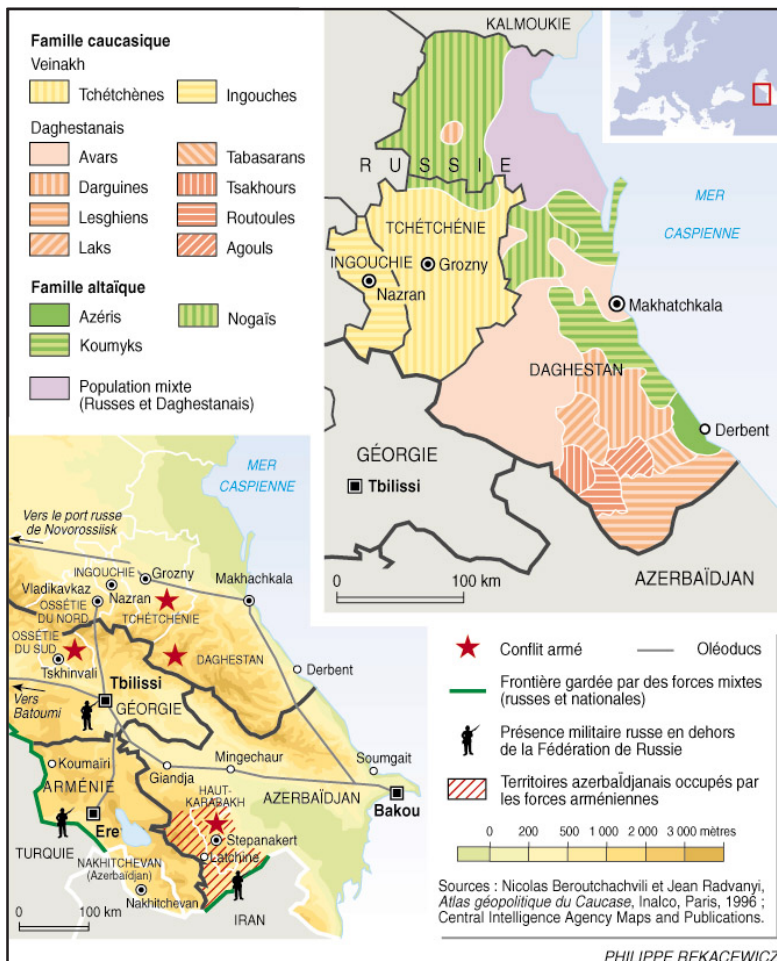 Famille caucasique
Veinakh
Tchétchènes
Ingouches
Daghestanais
Avars
Tabasarans
Darguines
Tsakhours
Lesghiens
Routoules
Laks
Agouls
Famille altaïque
Azéris
Nogaïs
Koumyks
Population mixte
(Russes et Daghestanais)
KALMOUKIE
RUSSIE
MER
CASPIENNE
TCHÉTCHÉNIE
INGOUCHIE
Grozny
Nazran
Makhatchkala
DAGHESTAN
Derbent
GÉORGIE
Tbilissi
AZERBAÏDJAN
0 100 km
MER
CASPIENNE
Vers le port russe
de Novorossiisk
INGOUCHIE
Grozny
Vladikavkaz
Nazran
Makhachkala
OSSÉTIE
DU NORD
TCHÉTCHÉNIE
OSSÉTIE
DU SUD
DAGHESTAN
Tskhinvali
Derbent
Tbilissi
Vers
Batoumi
GÉORGIE
Koumaïri
Giandja
Mingechaur
Soumgait
ARMÉNIE
HAUT-
KARABAKH
AZERBAÏDJAN
Bakou
Ere
Stepanakert
Latchine
TURQUIE
NAKHITCHEVAN
(Azerbaïdjan)
Nakhitchevan
IRAN
0 100 km
Conflit armé
Oléoducs
Frontière gardée par des forces mixtes
(russes et nationales)
Présence militaire russe en dehors
de la Fédération de Russie
Territoires azerbaïdjanais occupés par
les forces arméniennes
0 200 500 1 000 2 000 3 000 mètres
Sources : Nicolas Beroutchachvili et Jean Radvanyi,
Atlas géopolitique du Caucase, Inalco, Paris, 1996 ;
Central Intelligence Agency Maps and Publications.
PHILIPPE REKACEWICZ